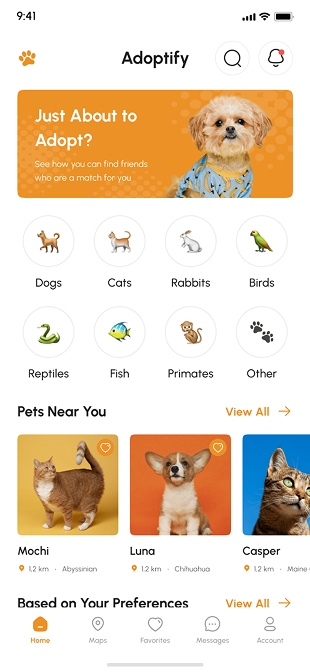 9:41
Adoptify
Just About to
Adopt?
See how you can find friends
who are a match for you
Dogs Cats Rabbits Birds
Reptiles Fish Primates Other
Pets Near You View All
Mochi Luna Casper
1.2 km · Abyssinian 1.2 km · Chihuahua 1.2 km · Maine
Based on Your Preferences View All
Home Maps Favorites Messages Account